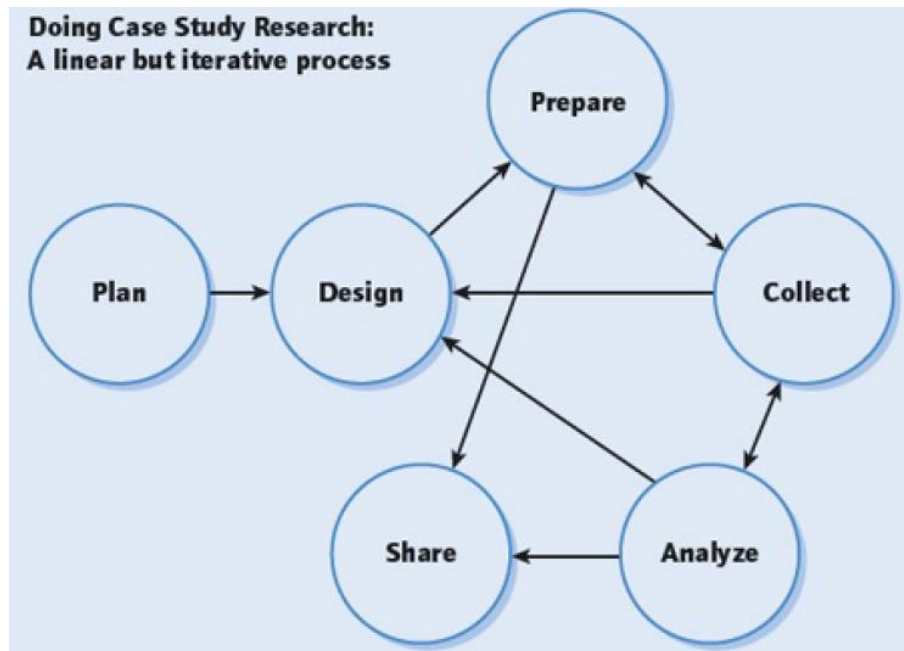 Doing Case Study Research:
A linear but iterative process
Prepare
Plan
Design
Collect
Share
Analyze